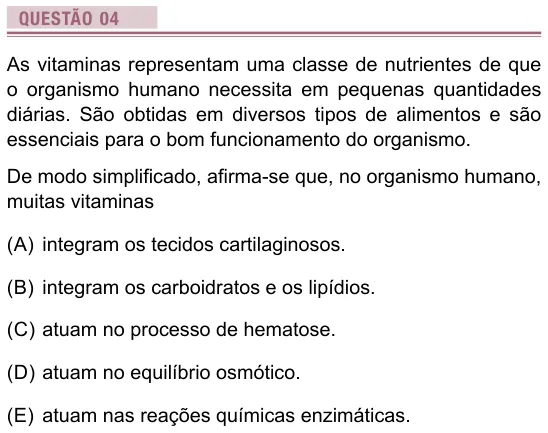 QUESTÃO 04
As vitaminas representam uma classe de nutrientes de que
o organismo humano necessita em pequenas quantidades
diárias. São obtidas em diversos tipos de alimentos e são
essenciais para o bom funcionamento do organismo.
De modo simplificado, afirma-se que, no organismo humano,
muitas vitaminas
(A) integram os tecidos cartilaginosos.
(B) integram os carboidratos e os lipídios.
(C) atuam no processo de hematose.
(D) atuam no equilíbrio osmótico.
(E) atuam nas reações químicas enzimáticas.